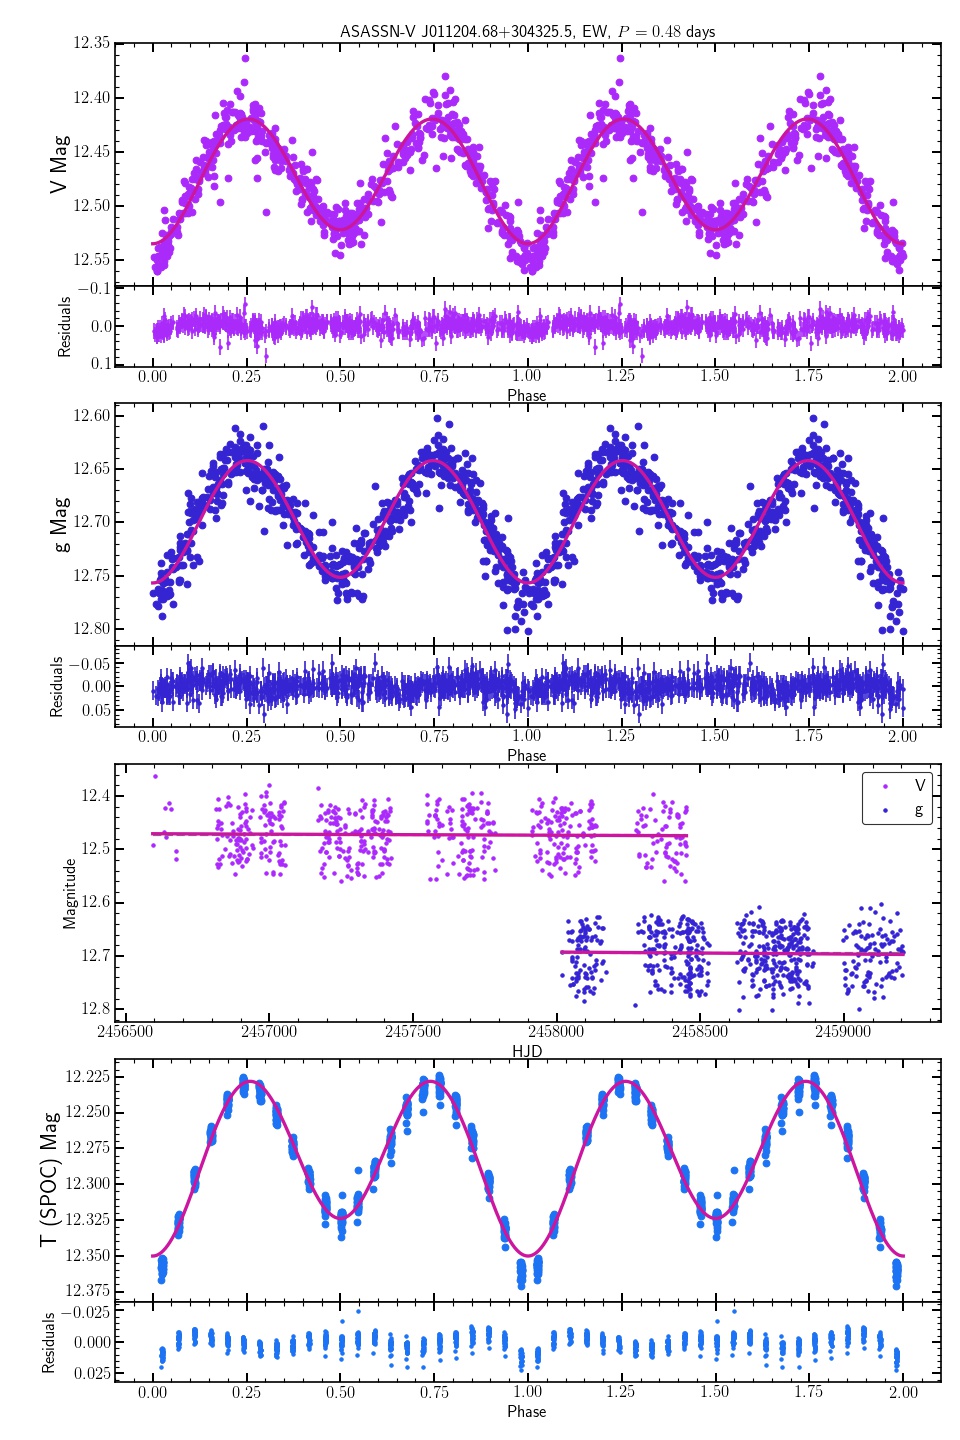 ASASSN-V J011204.68+304325.5, EW, P = 0.48 days
12.35
12.40
12.45
12.50
12.55
V Mag
−0.1
0.0
0.1
Residuals
0.00 0.25 0.50 0.75 1.00 1.25 1.50 1.75 2.00
Phase
12.60
12.65
12.70
12.75
12.80
g Mag
−0.05
0.00
0.05
Residuals
0.00 0.25 0.50 0.75 1.00 1.25 1.50 1.75 2.00
Phase
V
g
12.4
12.5
12.6
12.7
12.8
Magnitude
2456500 2457000 2457500 2458000 2458500 2459000
HJD
12.225
12.250
12.275
12.300
12.325
12.350
12.375
T (SPOC) Mag
−0.025
0.000
0.025
Residuals
0.00 0.25 0.50 0.75 1.00 1.25 1.50 1.75 2.00
Phase